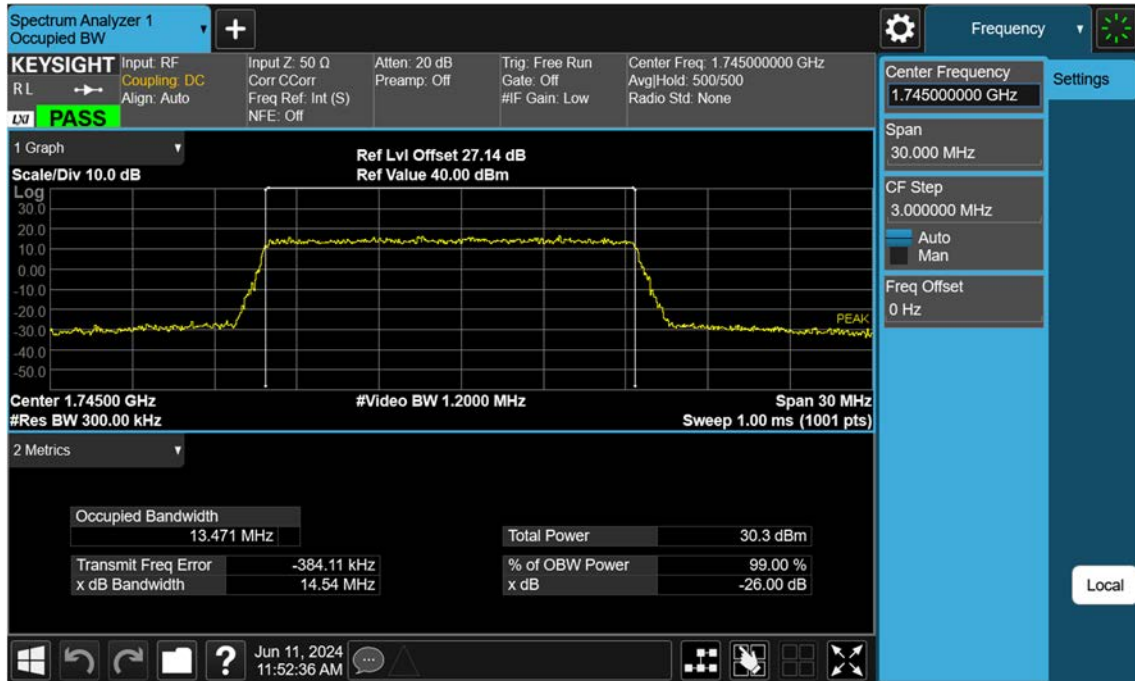 Spectrum Analyzer 1
Occupied BW
+
Frequency
KEYSIGHT
R L
LXI PASS
Input: RF
Coupling: DC
Align: Auto
Input Z: 50 Ω
Corr CCorr
Freq Ref: Int (S)
NFE: Off
Atten: 20 dB
Preamp: Off
Trig: Free Run
Gate: Off
#IF Gain: Low
Center Freq: 1.745000000 GHz
Avg|Hold: 500/500
Radio Std: None
Center Frequency
1.745000000 GHz
Settings
Span
30.000 MHz
CF Step
3.000000 MHz
Auto
Man
Freq Offset
0 Hz
Local
1 Graph
Scale/Div 10.0 dB
Ref Lvl Offset 27.14 dB
Ref Value 40.00 dBm
Log
30.0
20.0
10.0
0.00
-10.0
-20.0
-30.0
-40.0
-50.0
PEAK
Center 1.74500 GHz
#Res BW 300.00 kHz
#Video BW 1.2000 MHz
Span 30 MHz
Sweep 1.00 ms (1001 pts)
2 Metrics
Occupied Bandwidth
13.471 MHz
Total Power 30.3 dBm
Transmit Freq Error -384.11 kHz
% of OBW Power 99.00 %
x dB Bandwidth 14.54 MHz
x dB -26.00 dB
?
Jun 11, 2024
11:52:36 AM